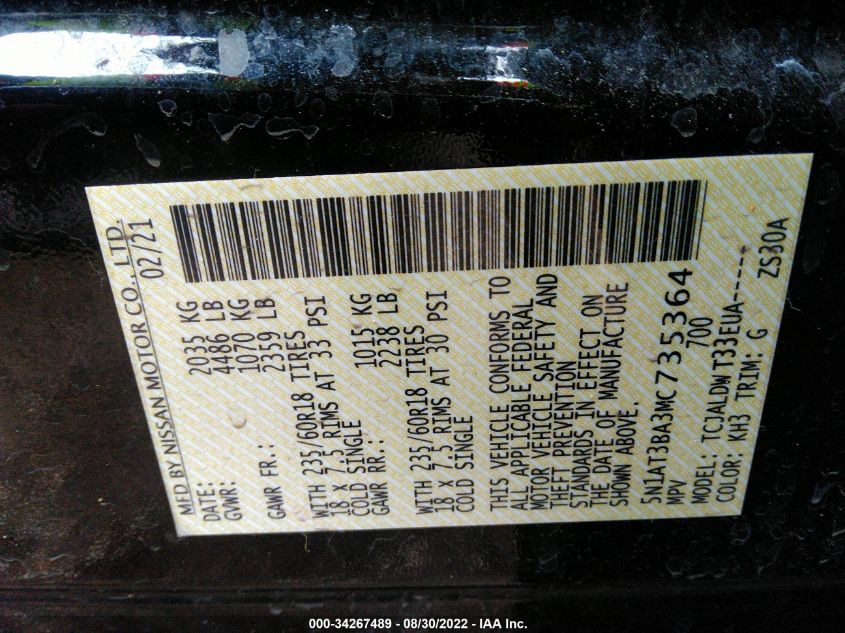 MFD BY NISSAN MOTOR CO., LTD.
DATE: 02/21
GVWR: 2035 KG
4486 LB
GAWR FR.: 1070 KG
2359 LB
WITH 235/60R18 TIRES
18 X 7.5 RIMS AT 33 PSI
COLD SINGLE
GAWR RR.: 1015 KG
2238 LB
WITH 235/60R18 TIRES
18 X 7.5 RIMS AT 30 PSI
COLD SINGLE
THIS VEHICLE CONFORMS TO
ALL APPLICABLE FEDERAL
MOTOR VEHICLE SAFETY AND
THEFT PREVENTION
STANDARDS IN EFFECT ON
THE DATE OF MANUFACTURE
SHOWN ABOVE.
5N1AT3BA3MC735364
MPV 700
MODEL: TCJALDWT33EUA-----
COLOR: KH3 TRIM: G ZS30A
000-34267489 - 08/30/2022 - IAA Inc.